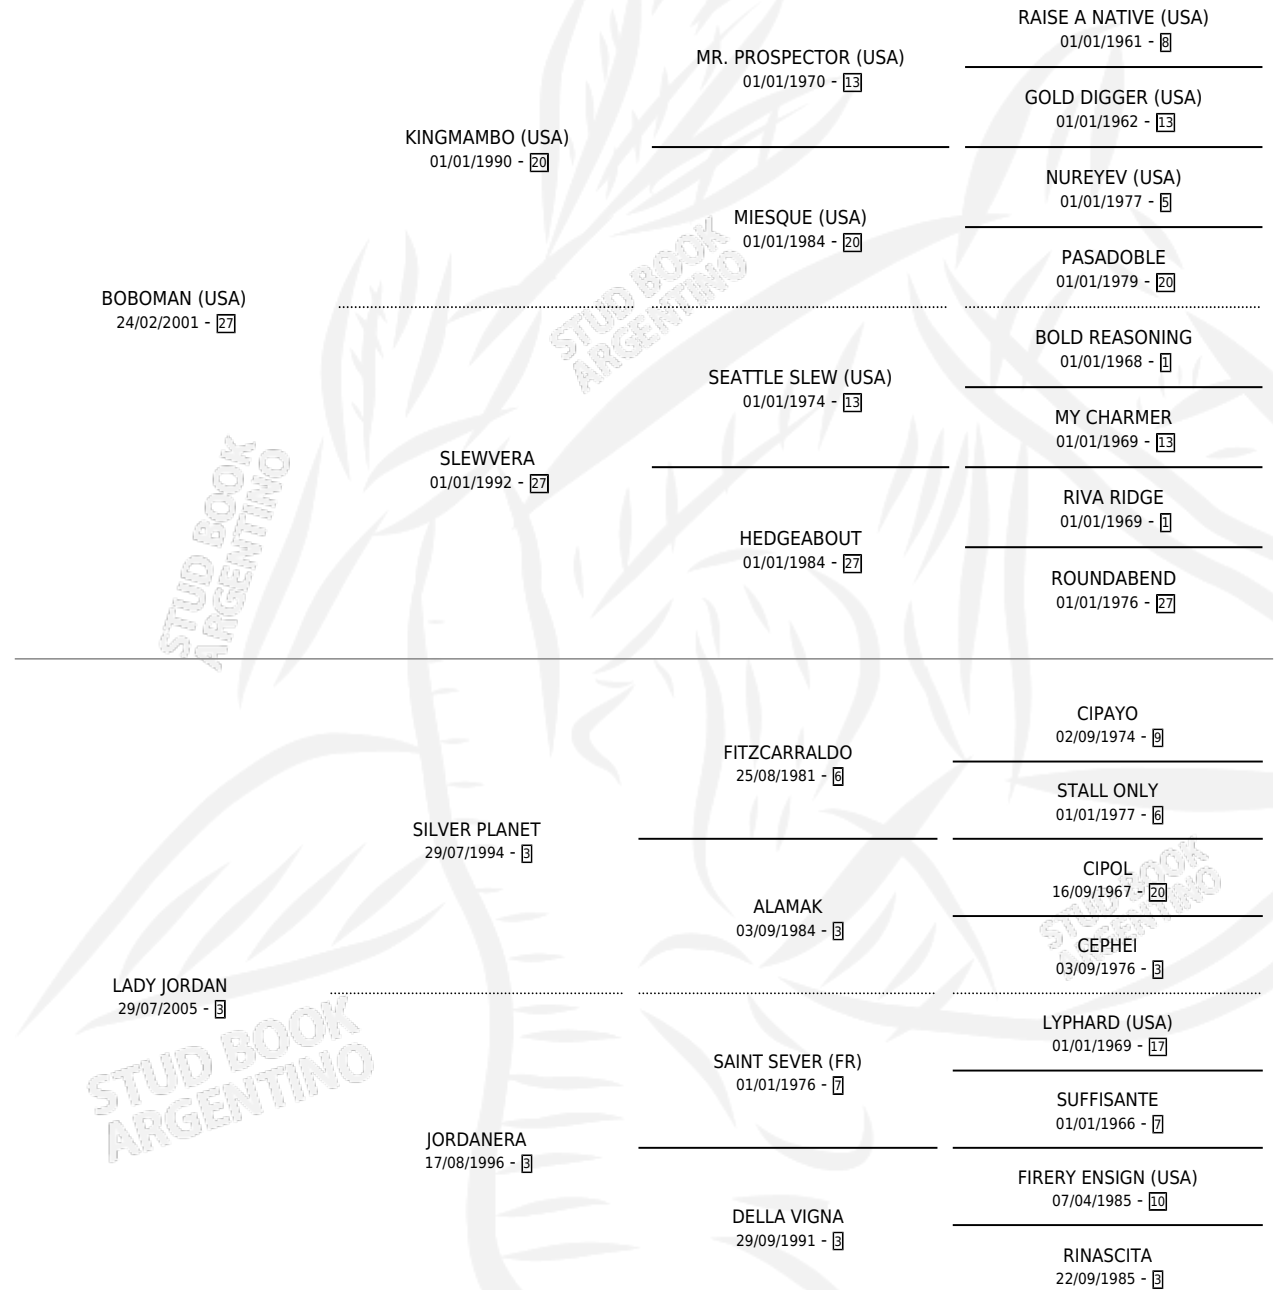 RAISE A NATIVE (USA)
01/01/1961 - 8
MR. PROSPECTOR (USA)
01/01/1970 - 13
GOLD DIGGER (USA)
01/01/1962 - 13
KINGMAMBO (USA)
01/01/1990 - 20
NUREYEV (USA)
01/01/1977 - 5
MIESQUE (USA)
01/01/1984 - 20
PASADOBLE
01/01/1979 - 20
BOBOMAN (USA)
24/02/2001 - 27
BOLD REASONING
01/01/1968 - 1
SEATTLE SLEW (USA)
01/01/1974 - 13
MY CHARMER
01/01/1969 - 13
SLEWVERA
01/01/1992 - 27
RIVA RIDGE
01/01/1969 - 1
HEDGEABOUT
01/01/1984 - 27
ROUNDABEND
01/01/1976 - 27
CIPAYO
02/09/1974 - 9
FITZCARRALDO
25/08/1981 - 6
STALL ONLY
01/01/1977 - 6
SILVER PLANET
29/07/1994 - 3
CIPOL
16/09/1967 - 20
ALAMAK
03/09/1984 - 3
CEPHEI
03/09/1976 - 3
LADY JORDAN
29/07/2005 - 3
LYPHARD (USA)
01/01/1969 - 17
SAINT SEVER (FR)
01/01/1976 - 7
SUFFISANTE
01/01/1966 - 7
JORDANERA
17/08/1996 - 3
FIRERY ENSIGN (USA)
07/04/1985 - 10
DELLA VIGNA
29/09/1991 - 3
RINASCITA
22/09/1985 - 3
STUD BOOK
ARGENTINO
STUD BOOK
ARGENTINO
STUD BOOK
ARGENTINO
STUD BOOK
ARGENTINO